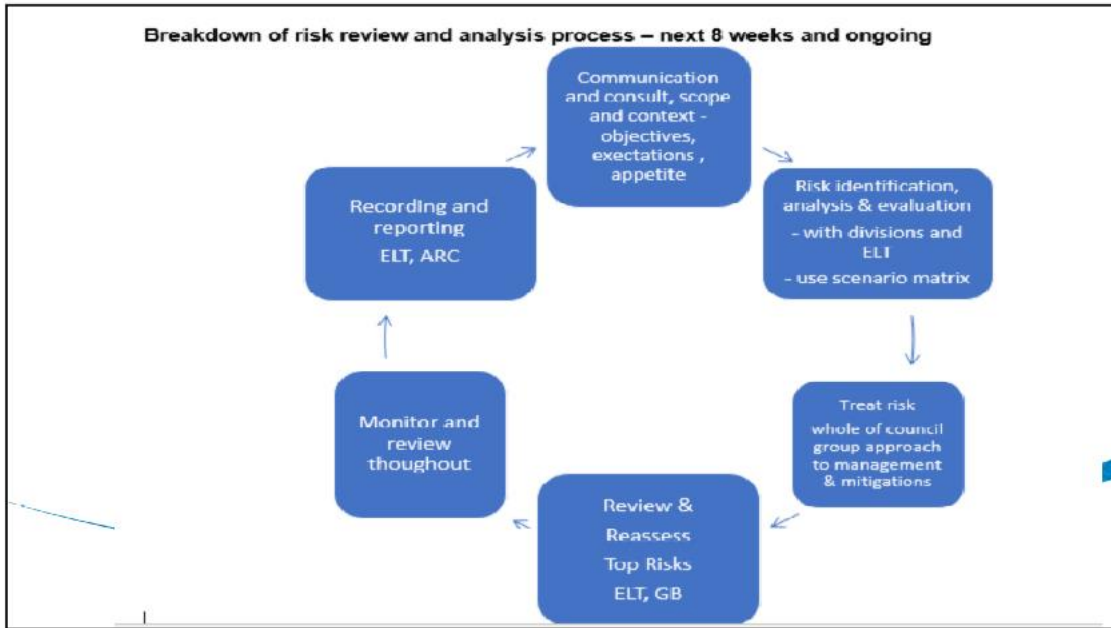 Breakdown of risk review and analysis process – next 8 weeks and ongoing
Communication
and consult, scope
and context -
objectives,
exectations ,
appetite
Risk identification,
analysis & evaluation
- with divisions and
ELT
- use scenario matrix
Treat risk
whole of council
group approach
to management
& mitigations
Review &
Reassess
Top Risks
ELT, GB
Monitor and
review
thoughout
Recording and
reporting
ELT, ARC